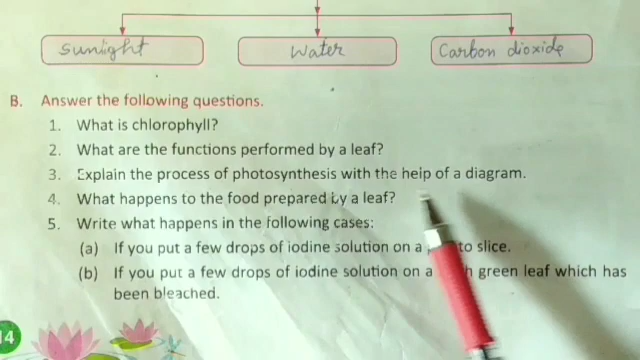 sunlight Water Carbon dioxide
B. Answer the following questions.
1. What is chlorophyll?
2. What are the functions performed by a leaf?
3. Explain the process of photosynthesis with the help of a diagram.
4. What happens to the food prepared by a leaf?
5. Write what happens in the following cases:
(a) If you put a few drops of iodine solution on a to slice.
(b) If you put a few drops of iodine solution on a green leaf which has
been bleached.
14